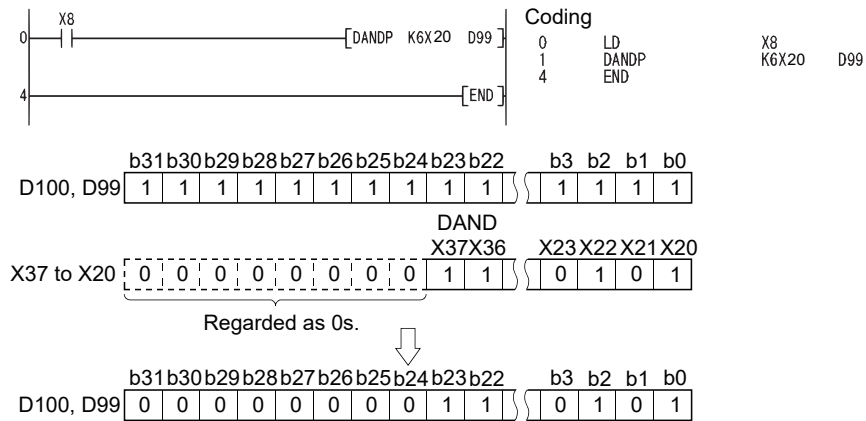 X8
0 [DANDP K6X20 D99]
4 [END]
Coding
0 LD X8
1 DANDP K6X20 D99
4 END
b31 b30 b29 b28 b27 b26 b25 b24 b23 b22 b3 b2 b1 b0
D100, D99 1 1 1 1 1 1 1 1 1 1 1 1 1 1
DAND
X37 X36 X23 X22 X21 X20
X37 to X20 0 0 0 0 0 0 0 0 1 1 0 1 0 1
Regarded as 0s.
b31 b30 b29 b28 b27 b26 b25 b24 b23 b22 b3 b2 b1 b0
D100, D99 0 0 0 0 0 0 0 0 1 1 0 1 0 1